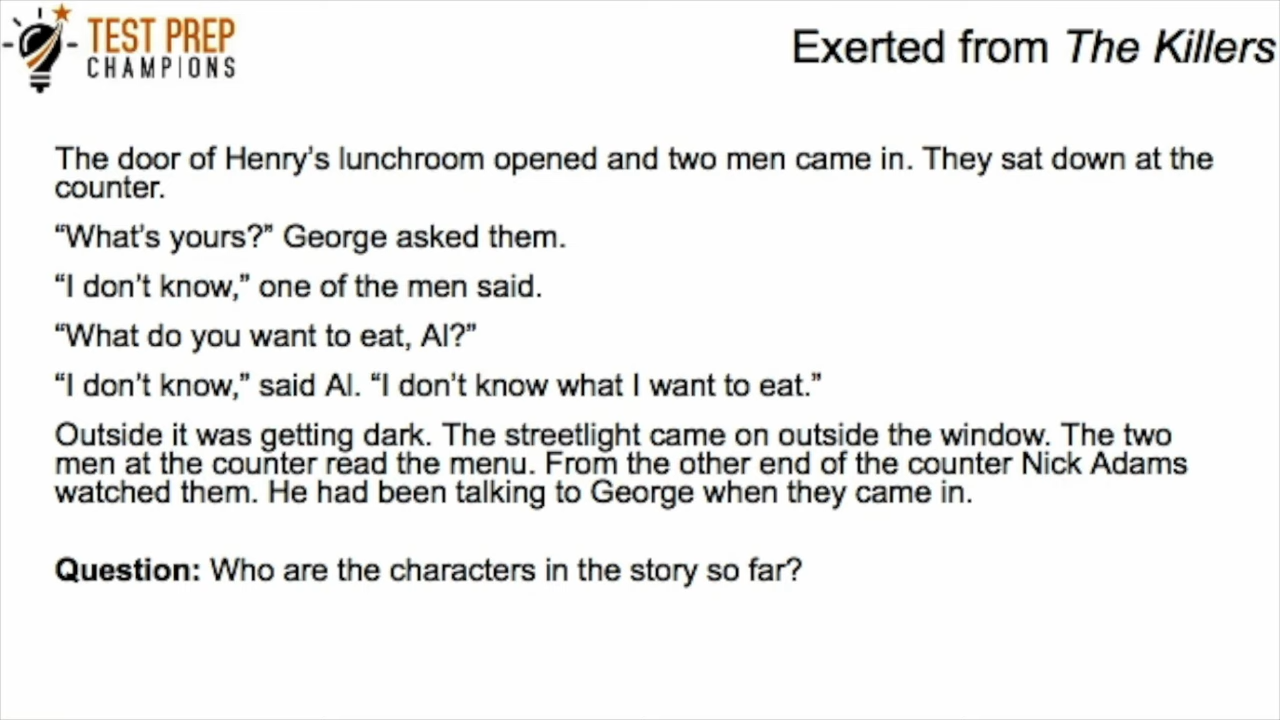 TEST PREP
CHAMPIONS
Exerted from The Killers
The door of Henry’s lunchroom opened and two men came in. They sat down at the
counter.
“What’s yours?” George asked them.
“I don’t know,” one of the men said.
“What do you want to eat, Al?”
“I don’t know,” said Al. “I don’t know what I want to eat.”
Outside it was getting dark. The streetlight came on outside the window. The two
men at the counter read the menu. From the other end of the counter Nick Adams
watched them. He had been talking to George when they came in.
Question: Who are the characters in the story so far?